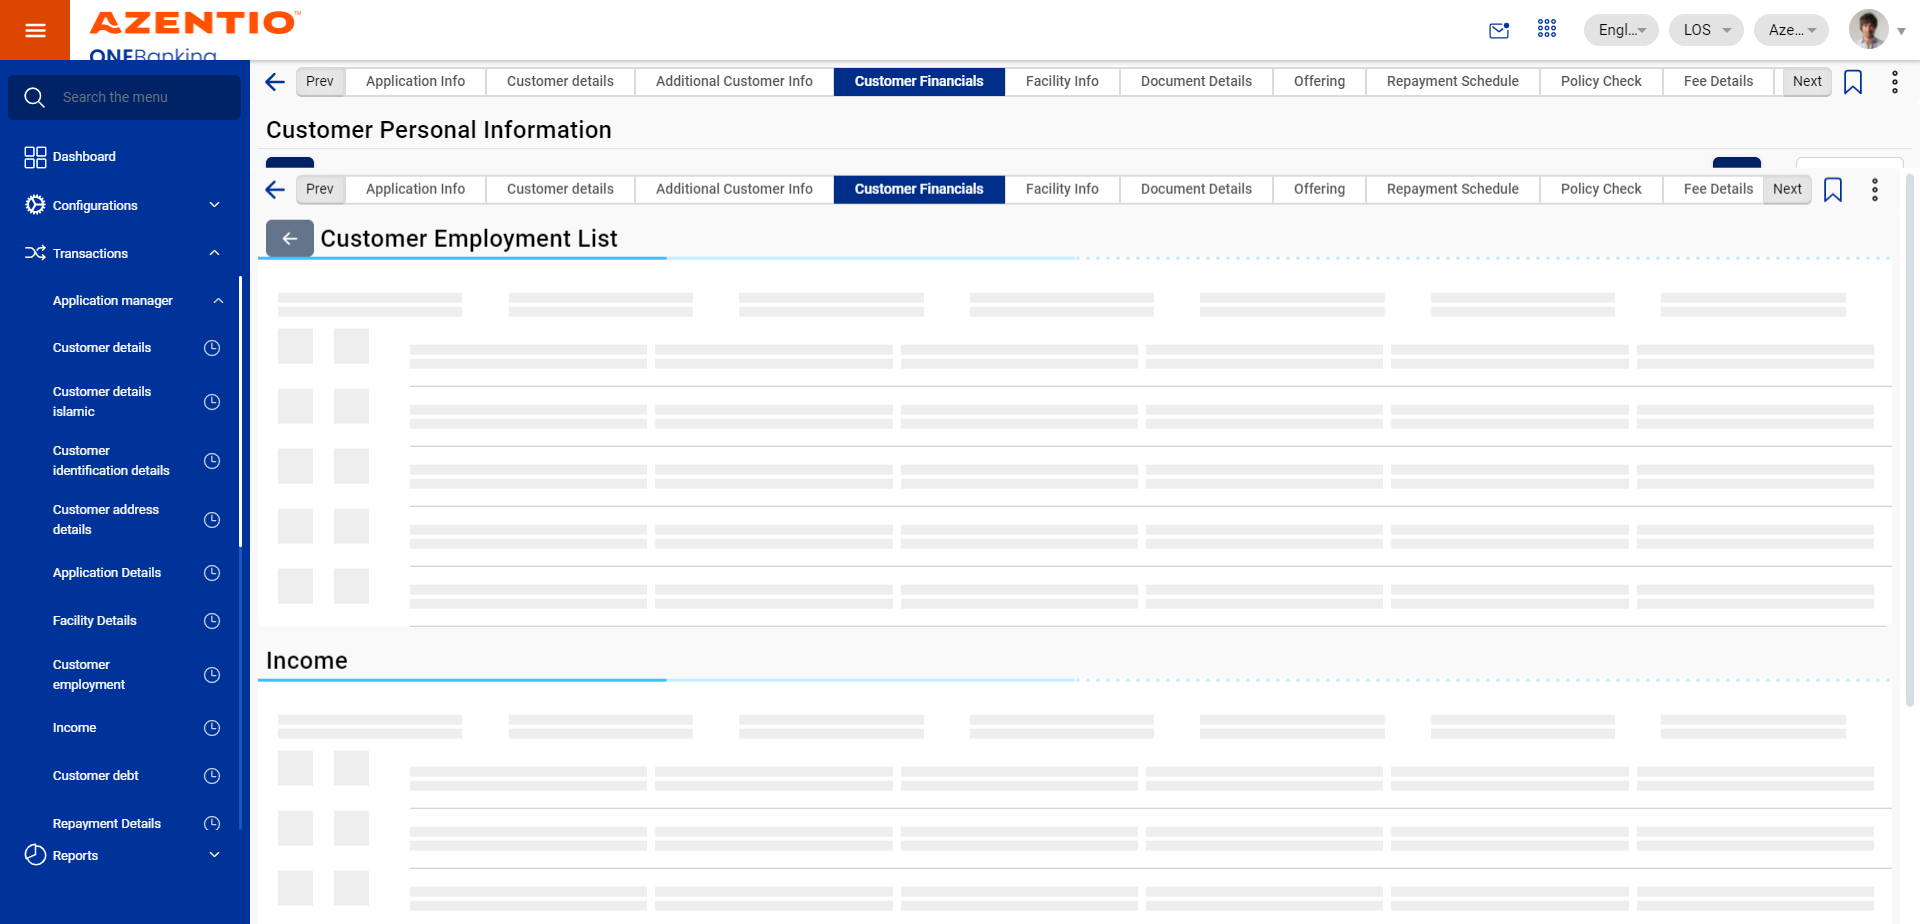 AZENTIO™
ONEBanking
Engl...
LOS
Aze...
Search the menu
Dashboard
Configurations
Transactions
Application manager
Customer details
Customer details
islamic
Customer
identification details
Customer address
details
Application Details
Facility Details
Customer
employment
Income
Customer debt
Repayment Details
Reports
Prev
Application Info
Customer details
Additional Customer Info
Customer Financials
Facility Info
Document Details
Offering
Repayment Schedule
Policy Check
Fee Details
Next
Customer Personal Information
Prev
Application Info
Customer details
Additional Customer Info
Customer Financials
Facility Info
Document Details
Offering
Repayment Schedule
Policy Check
Fee Details
Next
Customer Employment List
Income